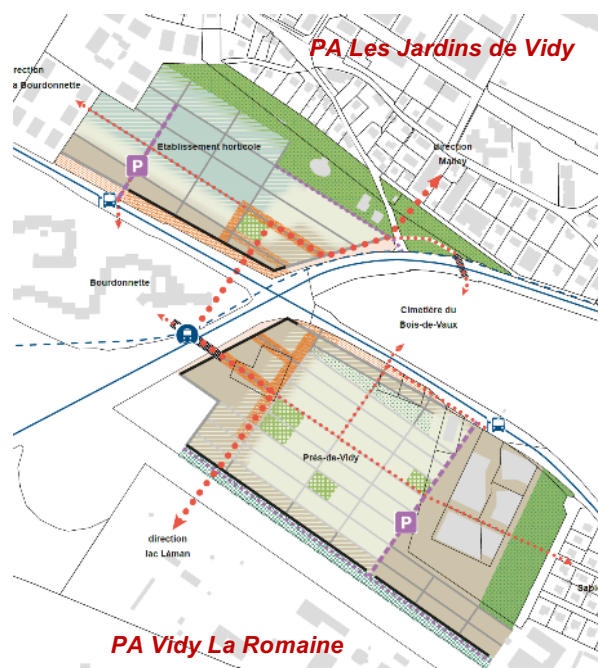 PA Les Jardins de Vidy
rection
a Bourdonnette
Etablissement horticole
direction
Malley
P
Bourdonnette
Cimetière du
Bois-de-Vaux
Prés-de-Vidy
P
direction
lac Léman
Sable
PA Vidy La Romaine